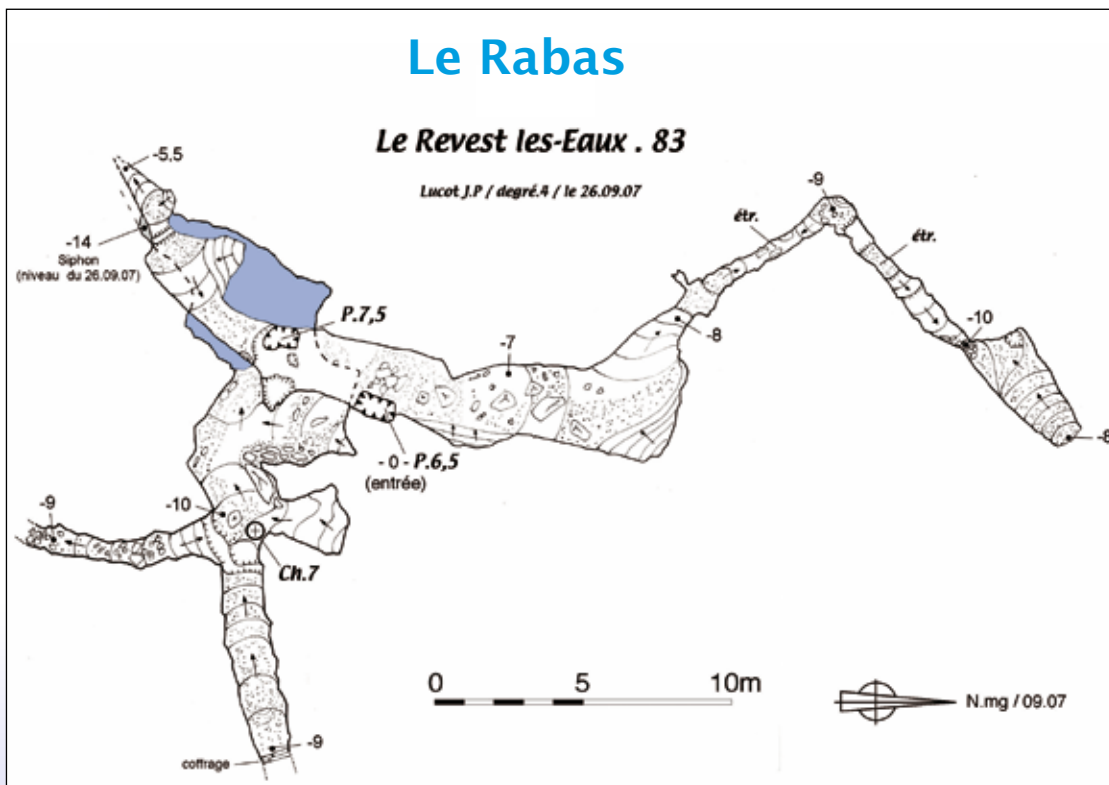 Le Rabas
Le Revest les-Eaux . 83
Lucot J.P / degré.4 / le 26.09.07
-5,5
-14
Siphon
(niveau du 26.09.07)
P.7,5
-7
-8
étr.
-9
étr.
-10
-8
- 0 - P.6,5
(entrée)
-9
-10
Ch.7
-9
coffrage
0 5 10m
N.mg / 09.07